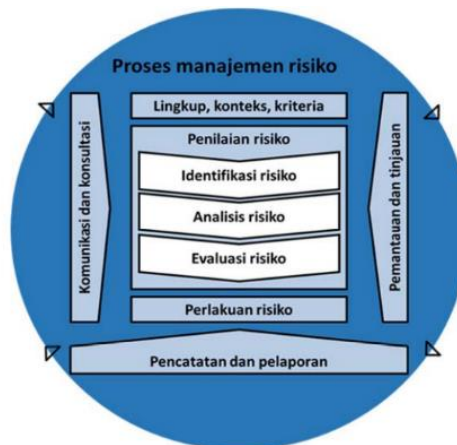 Proses manajemen risiko
Lingkup, konteks, kriteria
Komunikasi dan konsultasi
Penilaian risiko
Identifikasi risiko
Analisis risiko
Evaluasi risiko
Pemantauan dan tinjauan
Perlakuan risiko
Pencatatan dan pelaporan